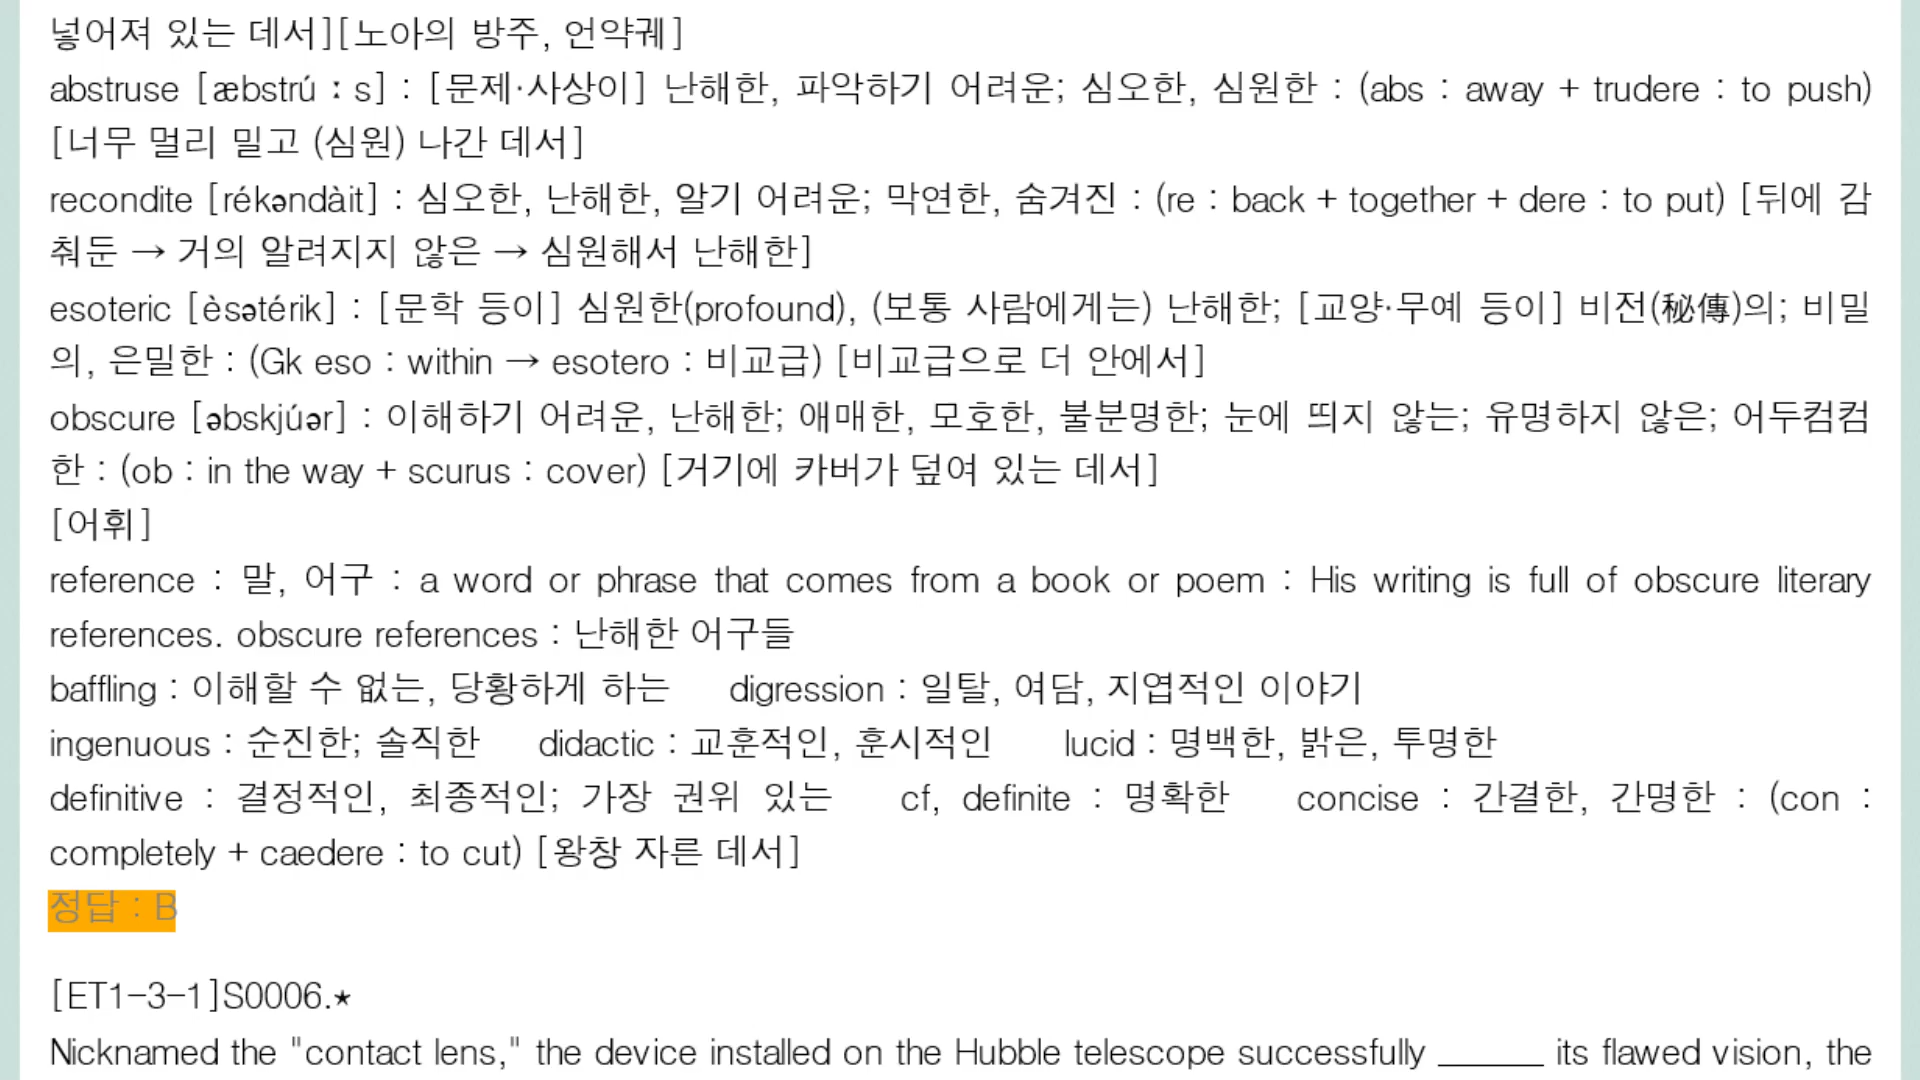 넣어져 있는 데서][노아의 방주, 언약궤]
abstruse [æbstrú ː s] : [문제·사상이] 난해한, 파악하기 어려운; 심오한, 심원한 : (abs : away + trudere : to push)
[너무 멀리 밀고 (심원) 나간 데서]
recondite [rékəndàit] : 심오한, 난해한, 알기 어려운; 막연한, 숨겨진 : (re : back + together + dere : to put) [뒤에 감
춰둔 → 거의 알려지지 않은 → 심원해서 난해한]
esoteric [èsətérik] : [문학 등이] 심원한(profound), (보통 사람에게는) 난해한; [교양·무예 등이] 비전(秘傳)의; 비밀
의, 은밀한 : (Gk eso : within → esotero : 비교급) [비교급으로 더 안에서]
obscure [əbskjúər] : 이해하기 어려운, 난해한; 애매한, 모호한, 불분명한; 눈에 띄지 않는; 유명하지 않은; 어두컴컴
한 : (ob : in the way + scurus : cover) [거기에 카버가 덮여 있는 데서]
[어휘]
reference : 말, 어구 : a word or phrase that comes from a book or poem : His writing is full of obscure literary
references. obscure references : 난해한 어구들
baffling : 이해할 수 없는, 당황하게 하는 digression : 일탈, 여담, 지엽적인 이야기
ingenuous : 순진한; 솔직한 didactic : 교훈적인, 훈시적인 lucid : 명백한, 밝은, 투명한
definitive : 결정적인, 최종적인; 가장 권위 있는 cf, definite : 명확한 concise : 간결한, 간명한 : (con :
completely + caedere : to cut) [왕창 자른 데서]
정답 : B
[ET1-3-1]S0006.★
Nicknamed the "contact lens," the device installed on the Hubble telescope successfully ______ its flawed vision, the